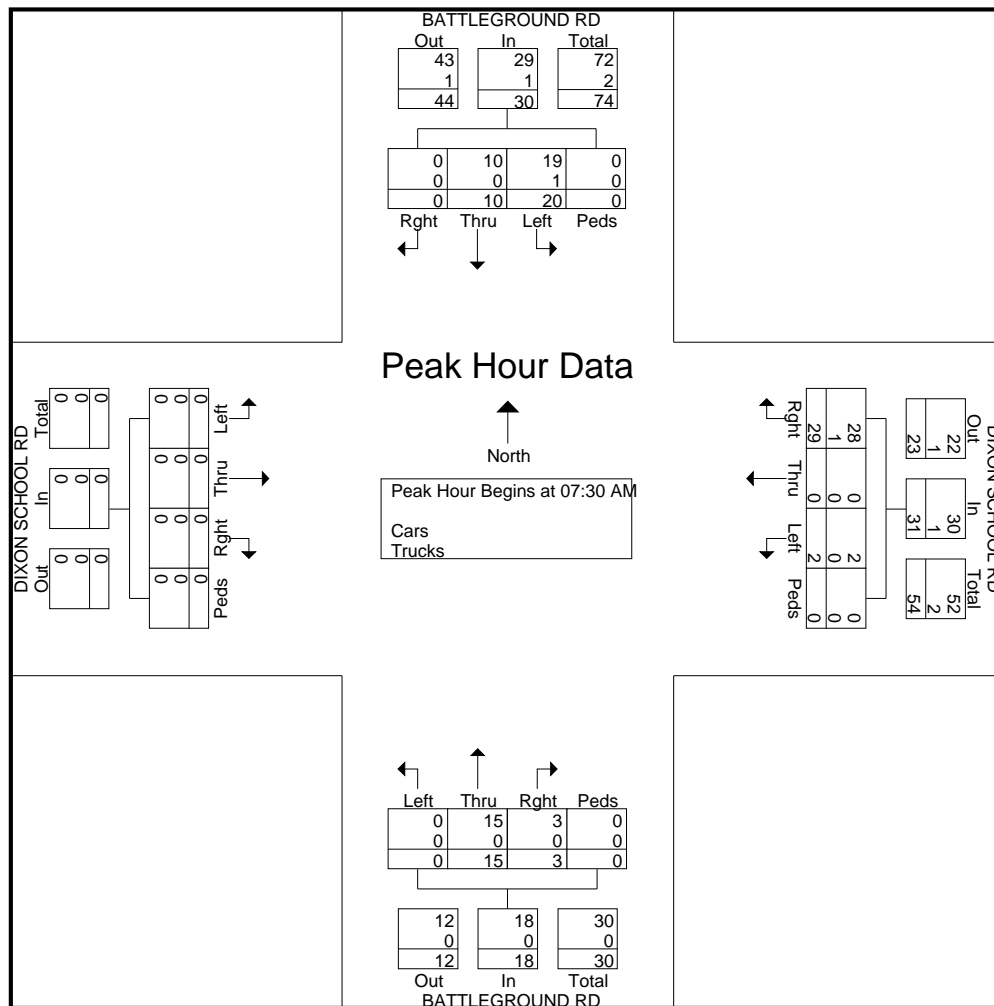 BATTLEGROUND RD
Out In Total
43 29 72
1 1 2
44 30 74
0 10 19 0
0 0 1 0
0 10 20 0
Rght Thru Left Peds
Peak Hour Data
North
Peak Hour Begins at 07:30 AM
Cars
Trucks
DIXON SCHOOL RD
Out In Total
0 0 0
0 0 0
0 0 0
Left Thru Rght Peds
0 0 0 0
0 0 0 0
0 0 0 0
DIXON SCHOOL RD
Out In Total
22 30 52
1 1 2
23 31 54
28 0 2 0
1 0 0 0
29 0 2 0
Rght Thru Left Peds
Left Thru Rght Peds
0 15 3 0
0 0 0 0
0 15 3 0
12 18 30
0 0 0
12 18 30
Out In Total
BATTLEGROUND RD